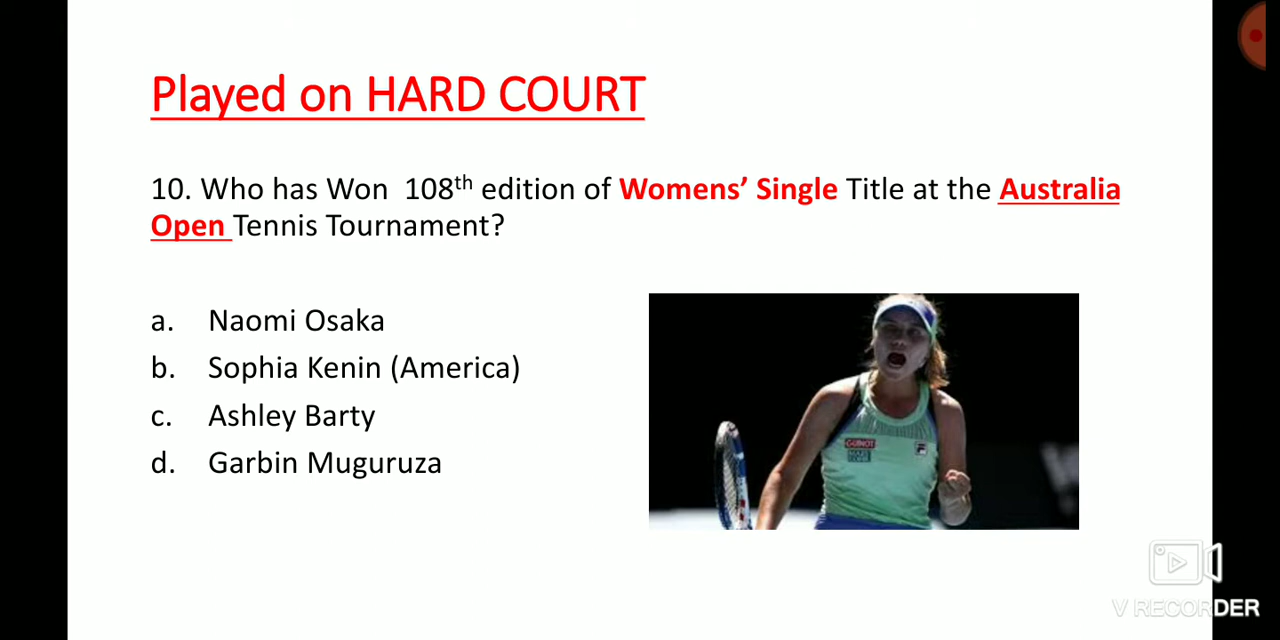 Played on HARD COURT
10. Who has Won 108th edition of Womens' Single Title at the Australia
Open Tennis Tournament?
a. Naomi Osaka
b. Sophia Kenin (America)
c. Ashley Barty
d. Garbin Muguruza
GUINOT
V RECORDER